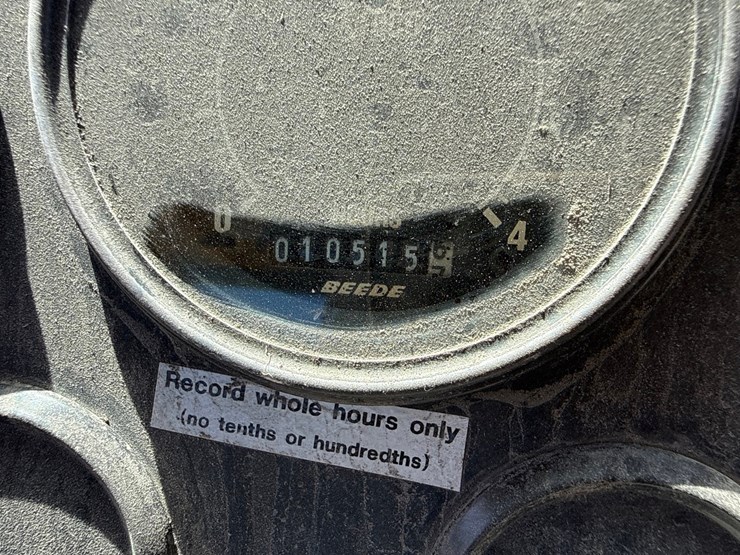 0 4
010515
BEEDE
Record whole hours only
(no tenths or hundredths)